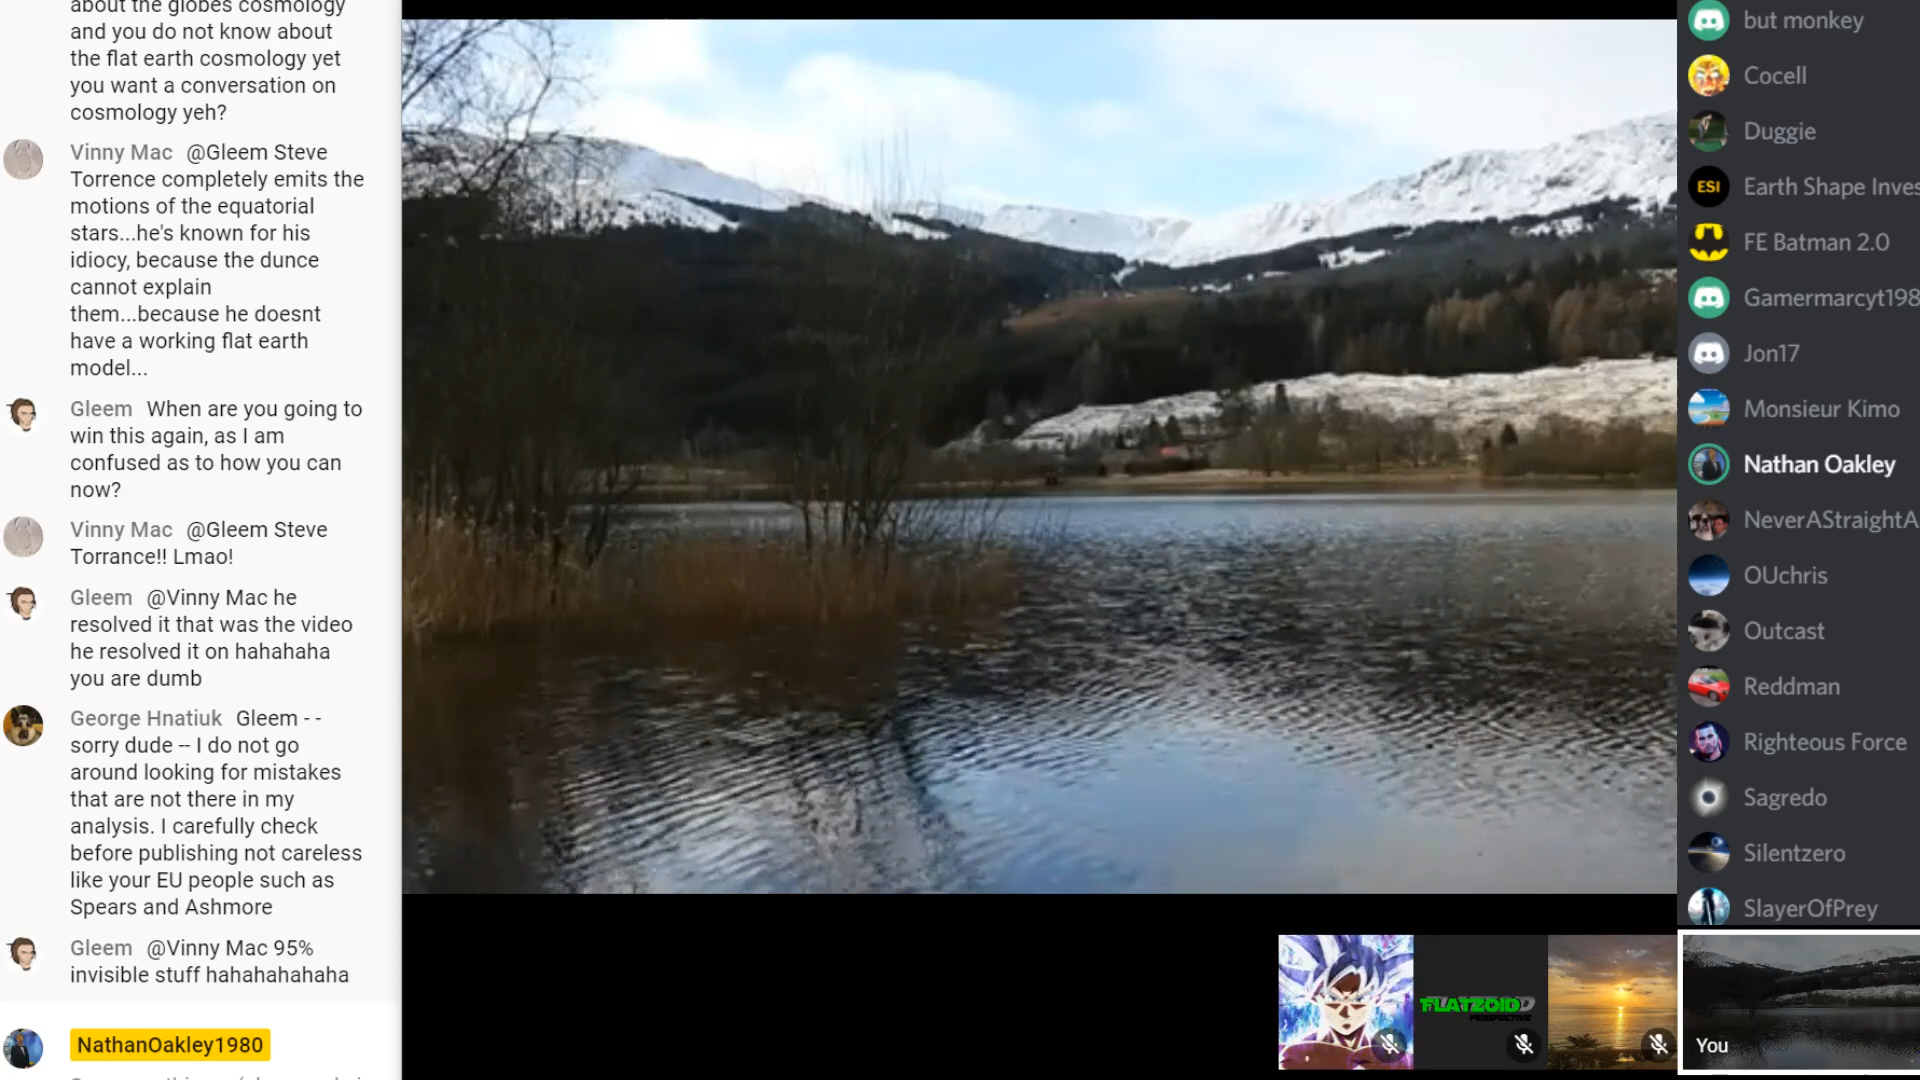 about the globes cosmology
and you do not know about
the flat earth cosmology yet
you want a conversation on
cosmology yeh?
Vinny Mac @Gleem Steve
Torrence completely emits the
motions of the equatorial
stars...he's known for his
idiocy, because the dunce
cannot explain
them...because he doesnt
have a working flat earth
model...
Gleem When are you going to
win this again, as I am
confused as to how you can
now?
Vinny Mac @Gleem Steve
Torrance!! Lmao!
Gleem @Vinny Mac he
resolved it that was the video
he resolved it on hahahaha
you are dumb
George Hnatiuk Gleem - -
sorry dude -- I do not go
around looking for mistakes
that are not there in my
analysis. I carefully check
before publishing not careless
like your EU people such as
Spears and Ashmore
Gleem @Vinny Mac 95%
invisible stuff hahahahahaha
NathanOakley1980
FLATZOID
PERSPECTIVE
You
but monkey
Cocell
Duggie
ESI
Earth Shape Inves
FE Batman 2.0
Gamermarcyt198
Jon17
Monsieur Kimo
Nathan Oakley
NeverAStraightA
OUchris
Outcast
Reddman
Righteous Force
Sagredo
Silentzero
SlayerOfPrey